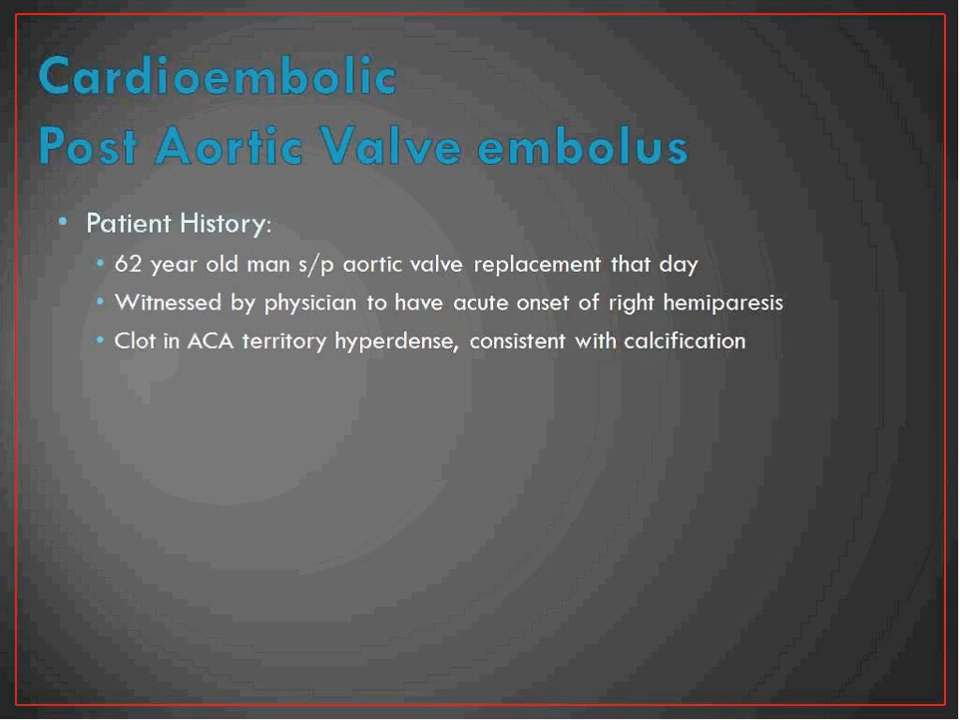 Cardioembolic
Post Aortic Valve embolus
• Patient History:
• 62 year old man s/p aortic valve replacement that day
• Witnessed by physician to have acute onset of right hemiparesis
• Clot in ACA territory hyperdense, consistent with calcification